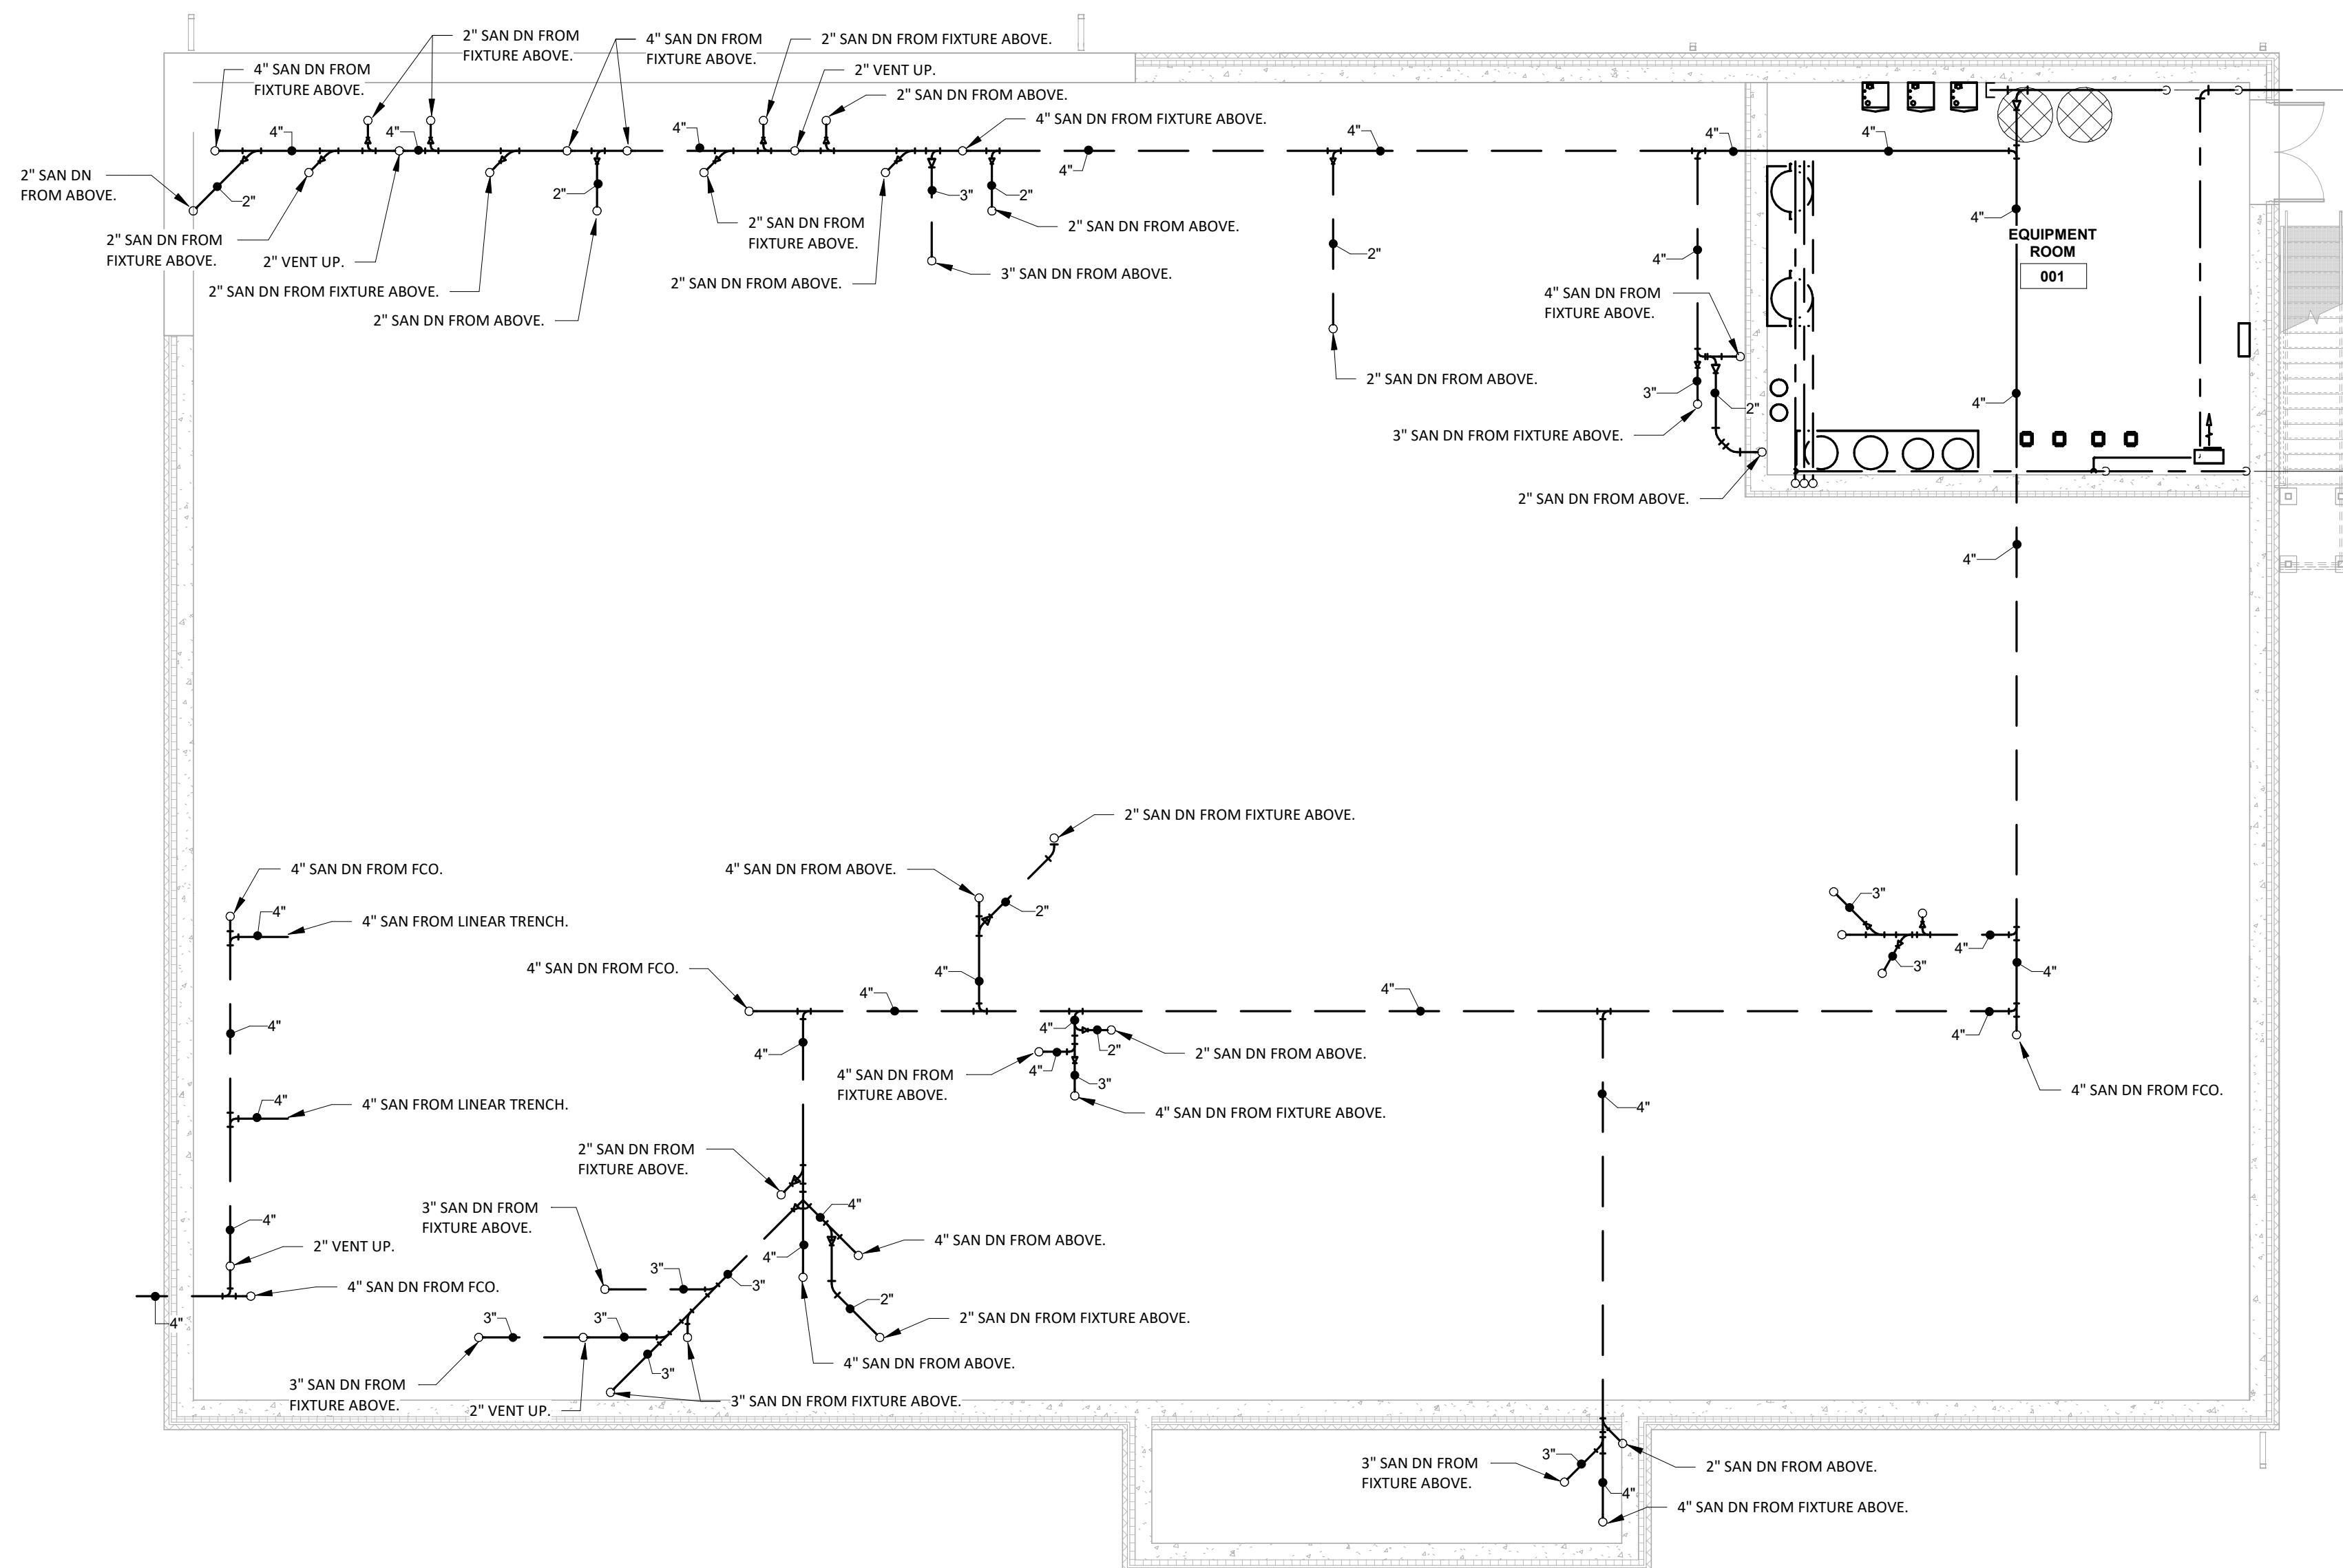 2" SAN DN FROM
FIXTURE ABOVE.
4" SAN DN FROM
FIXTURE ABOVE.
2" SAN DN FROM FIXTURE ABOVE.
4" SAN DN FROM
FIXTURE ABOVE.
2" VENT UP.
2" SAN DN FROM ABOVE.
4" SAN DN FROM FIXTURE ABOVE.
4"
4"
4"
4"
4"
4"
4"
2" SAN DN
FROM ABOVE.
2"
2"
3"
2"
4"
2" SAN DN FROM
FIXTURE ABOVE.
2" VENT UP.
2" SAN DN FROM
FIXTURE ABOVE.
2" SAN DN FROM ABOVE.
4"
EQUIPMENT
ROOM
001
2"
4"
3" SAN DN FROM ABOVE.
2" SAN DN FROM ABOVE.
2" SAN DN FROM FIXTURE ABOVE.
2" SAN DN FROM ABOVE.
4" SAN DN FROM
FIXTURE ABOVE.
2" SAN DN FROM ABOVE.
3"
2"
4"
3" SAN DN FROM FIXTURE ABOVE.
2" SAN DN FROM ABOVE.
4"
2" SAN DN FROM FIXTURE ABOVE.
4" SAN DN FROM FCO.
4" SAN DN FROM ABOVE.
3"
4"
2"
4" SAN FROM LINEAR TRENCH.
4"
3"
4" SAN DN FROM FCO.
4"
4"
4"
4"
4"
4"
4"
4"
2"
2" SAN DN FROM ABOVE.
4" SAN DN FROM
FIXTURE ABOVE.
4"
3"
4" SAN DN FROM FCO.
4"
4" SAN FROM LINEAR TRENCH.
4" SAN DN FROM FIXTURE ABOVE.
4"
2" SAN DN FROM
FIXTURE ABOVE.
3" SAN DN FROM
FIXTURE ABOVE.
4"
4"
2" VENT UP.
4" SAN DN FROM ABOVE.
4"
3"
3"
4" SAN DN FROM FCO.
2"
4"
3"
3"
2" SAN DN FROM FIXTURE ABOVE.
4" SAN DN FROM ABOVE.
3"
3" SAN DN FROM
FIXTURE ABOVE.
2" VENT UP.
3" SAN DN FROM FIXTURE ABOVE.
3"
3" SAN DN FROM
FIXTURE ABOVE.
2" SAN DN FROM ABOVE.
4"
4" SAN DN FROM FIXTURE ABOVE.